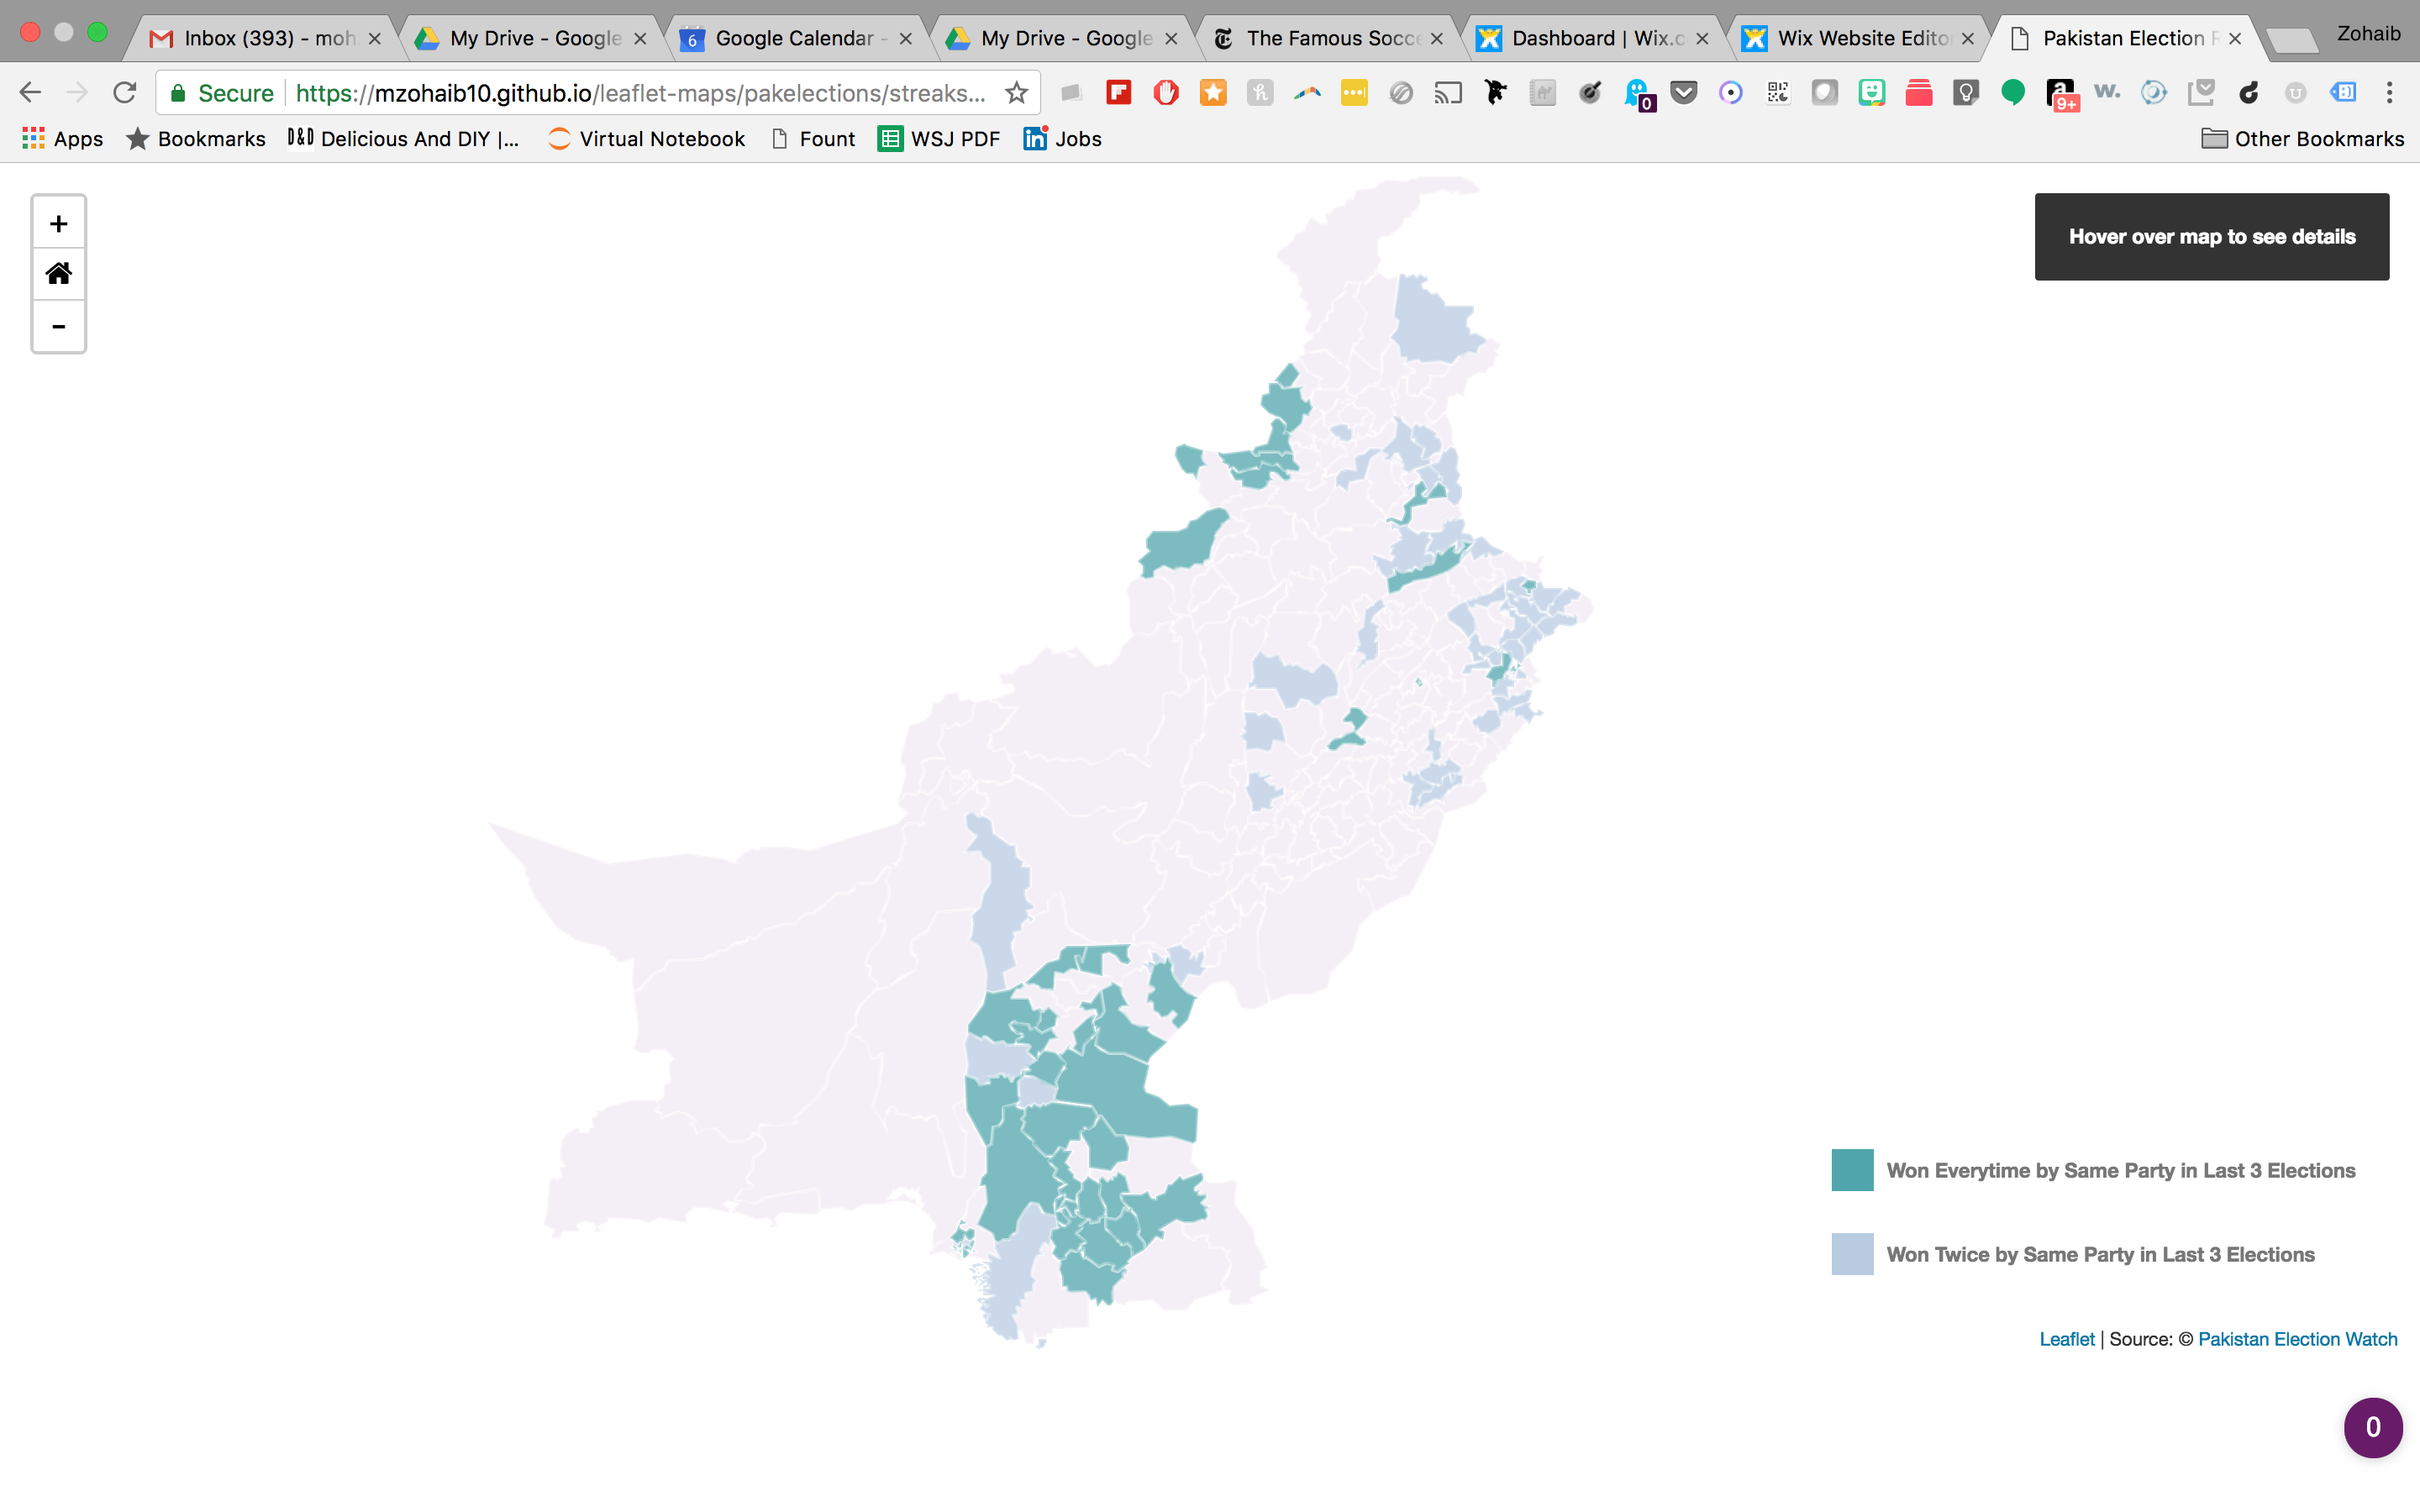 Inbox (393) - moh
My Drive - Google
Google Calendar -
My Drive - Google
The Famous Socce
Dashboard | Wix.c
Wix Website Edito
Pakistan Election R
Zohaib
Secure
https://mzohaib10.github.io/leaflet-maps/pakelections/streaks...
0
9+
w.
Apps
Bookmarks
D&D Delicious And DIY |...
Virtual Notebook
Fount
WSJ PDF
Jobs
Other Bookmarks
+
-
Hover over map to see details
Won Everytime by Same Party in Last 3 Elections
Won Twice by Same Party in Last 3 Elections
Leaflet | Source: © Pakistan Election Watch
0